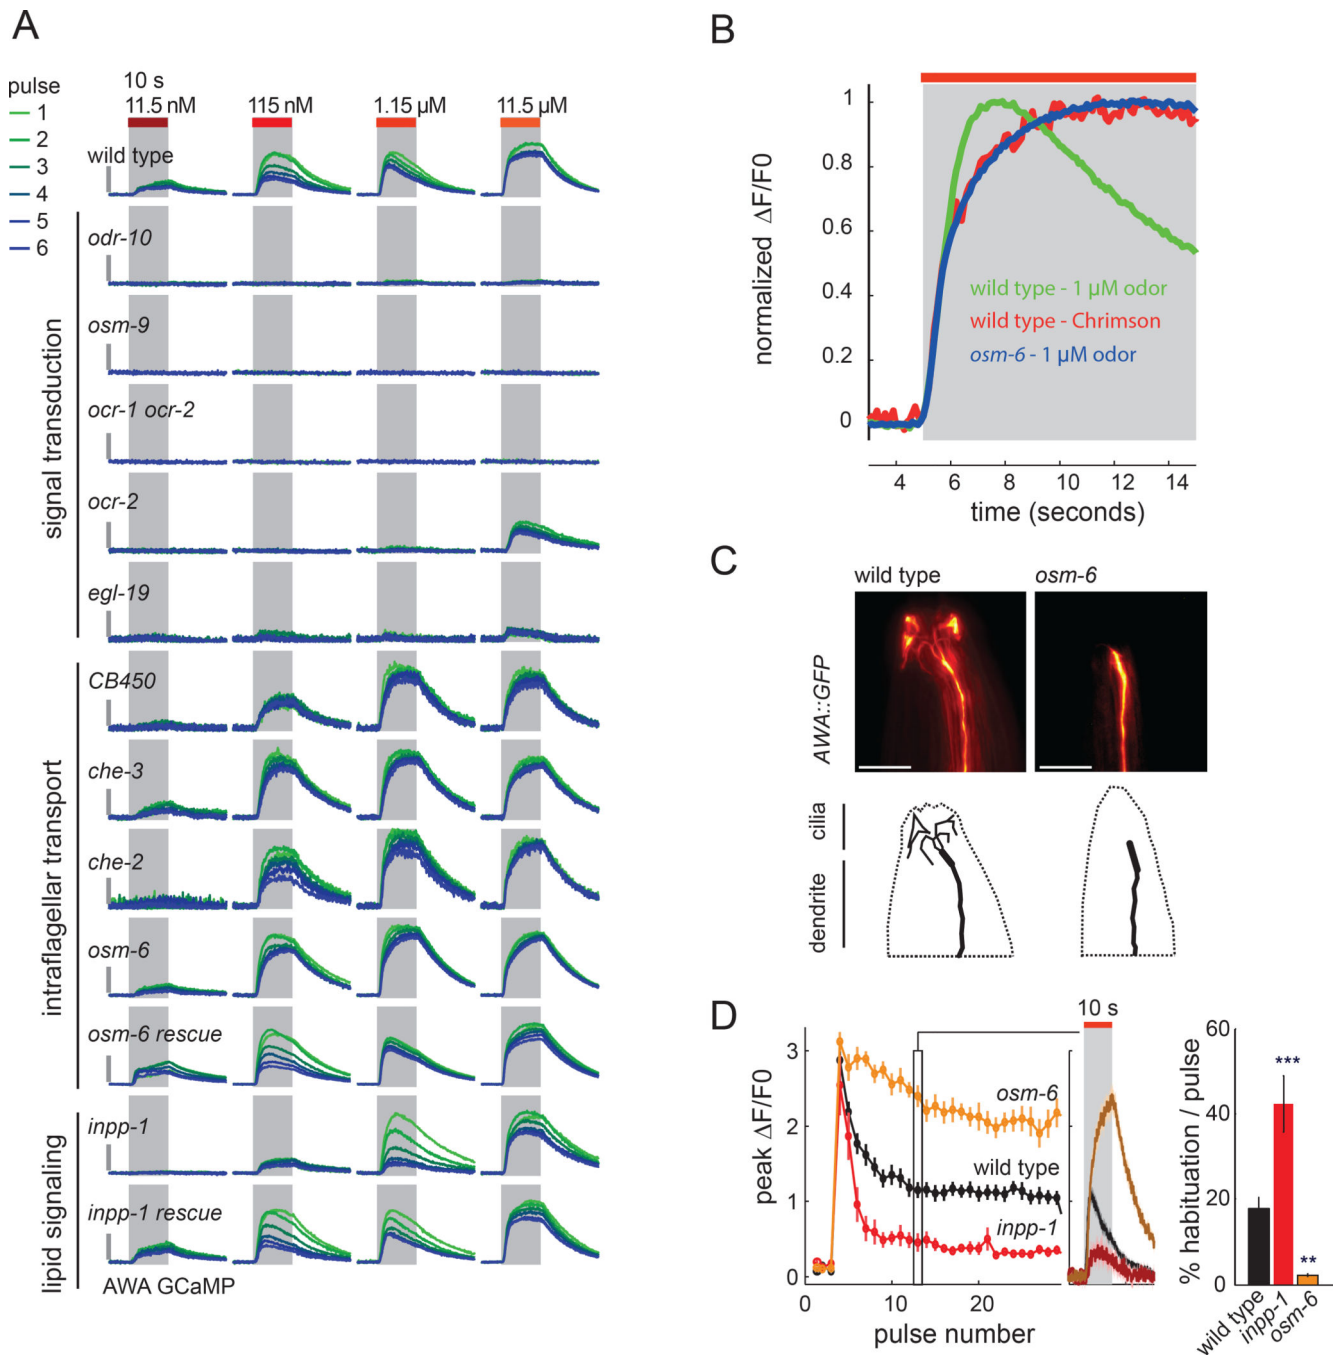 A
pulse
1
2
3
4
5
6
10 s
11.5 nM 115 nM 1.15 µM 11.5 µM
wild type
odr-10
osm-9
ocr-1 ocr-2
ocr-2
egl-19
signal transduction
CB450
che-3
che-2
osm-6
osm-6 rescue
intraflagellar transport
inpp-1
inpp-1 rescue
lipid signaling
AWA GCaMP
B
normalized ΔF/F0
1
0.8
0.6
0.4
0.2
0
wild type - 1 µM odor
wild type - Chrimson
osm-6 - 1 µM odor
4 6 8 10 12 14
time (seconds)
C
wild type osm-6
AWA::GFP
cilia
dendrite
D
peak ΔF/F0
3
2
1
0
osm-6
wild type
inpp-1
0 10 20
pulse number
10 s
% habituation / pulse
60
40
20
0
***
**
wild type
inpp-1
osm-6